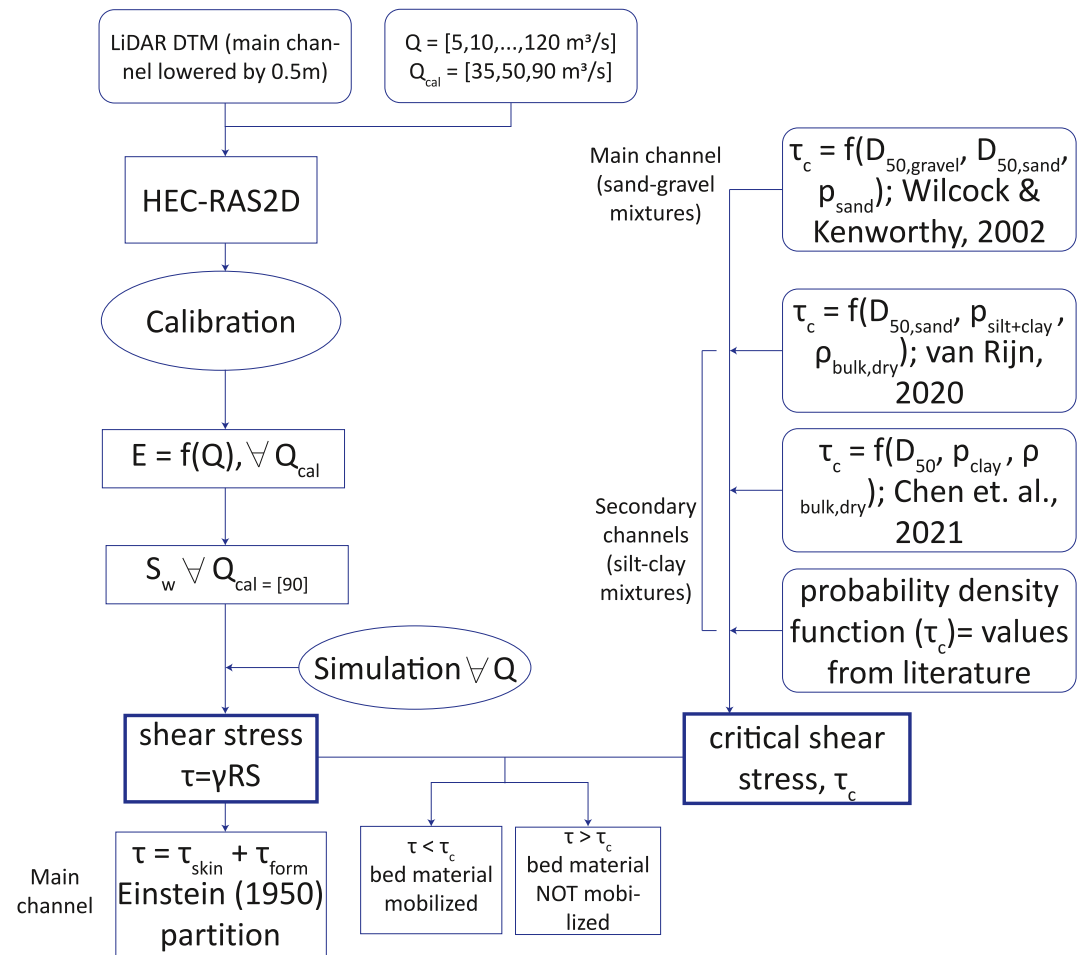 LiDAR DTM (main chan-
nel lowered by 0.5m)
Q = [5,10,...,120 m³/s]
Qcal = [35,50,90 m³/s]
HEC-RAS2D
Calibration
E = f(Q), ∀ Qcal
Sw ∀ Qcal = [90]
Simulation ∀ Q
shear stress
τ=γRS
Main
channel
τ = τskin + τform
Einstein (1950)
partition
Main channel
(sand-gravel
mixtures)
τc = f(D50,gravel, D50,sand,
psand); Wilcock &
Kenworthy, 2002
τc = f(D50,sand, psilt+clay,
ρbulk,dry); van Rijn,
2020
τc = f(D50, pclay, ρ
bulk,dry); Chen et. al.,
2021
Secondary
channels
(silt-clay
mixtures)
probability density
function (τc)= values
from literature
critical shear
stress, τc
τ < τc
bed material
mobilized
τ > τc
bed material
NOT mobi-
lized